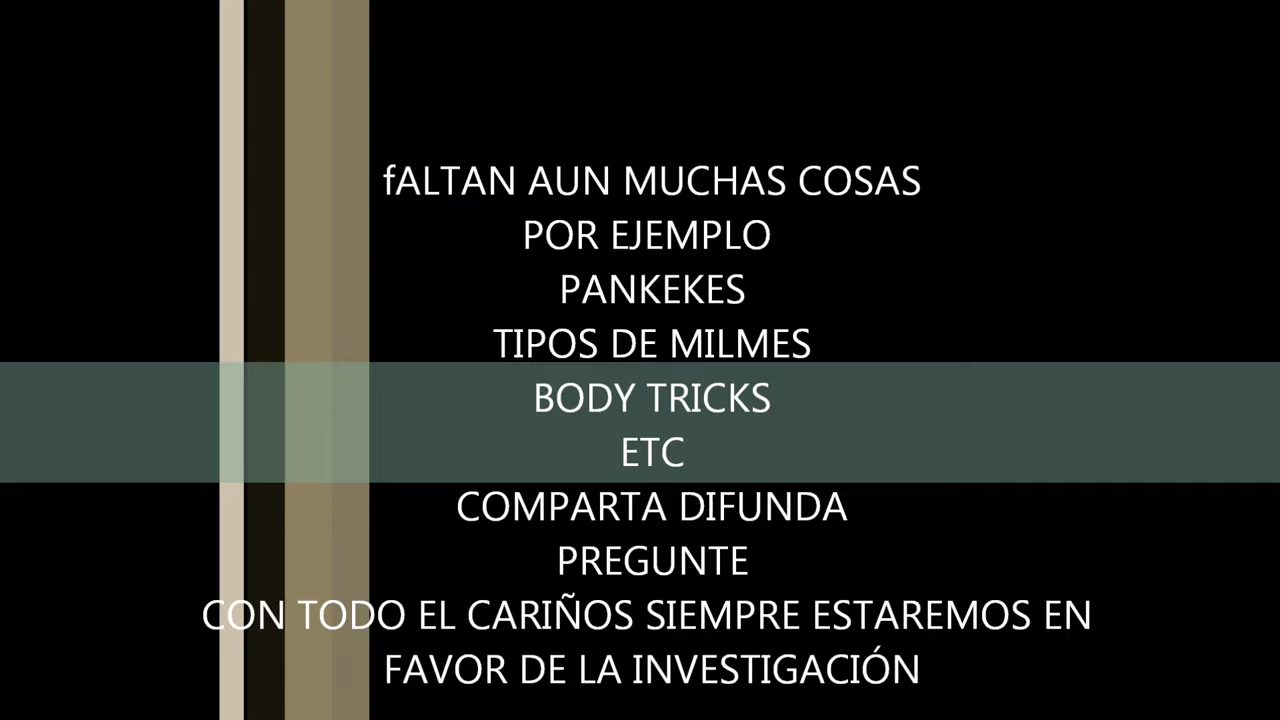 fALTAN AUN MUCHAS COSAS
POR EJEMPLO
PANKEKES
TIPOS DE MILMES
BODY TRICKS
ETC
COMPARTA DIFUNDA
PREGUNTE
CON TODO EL CARIÑOS SIEMPRE ESTAREMOS EN
FAVOR DE LA INVESTIGACIÓN